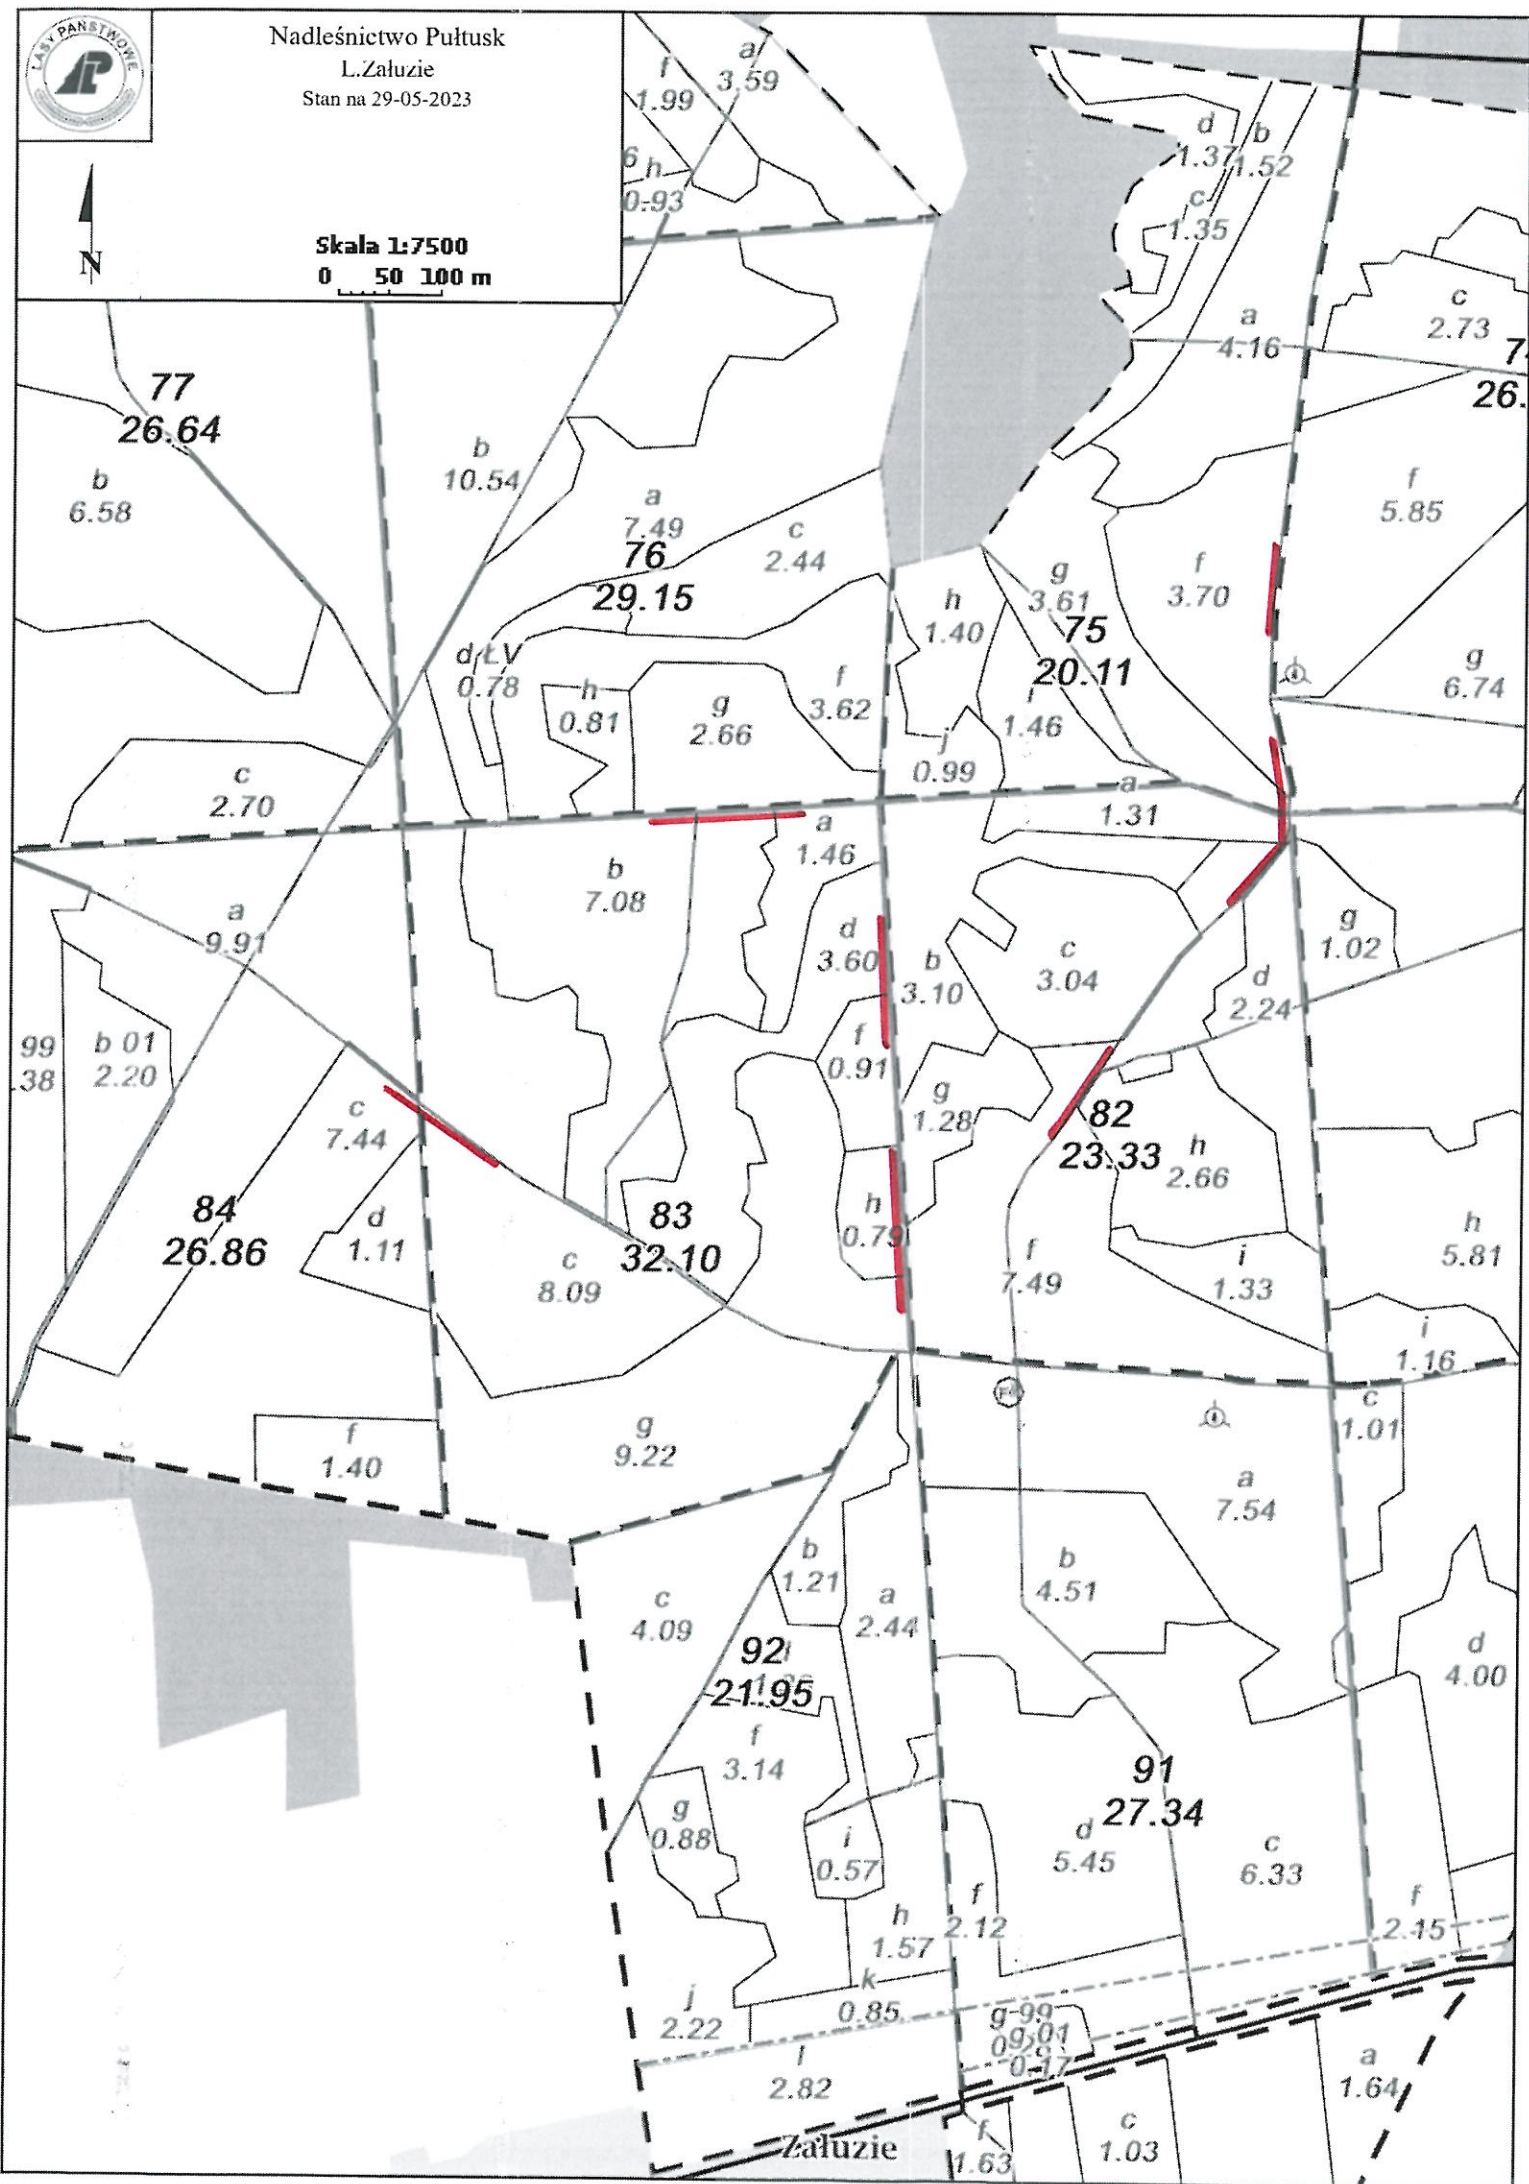 LASY PAŃSTWOWE
Nadleśnictwo Pułtusk
L.Załuzie
Stan na 29-05-2023
N
Skala 1:7500
0 50 100 m
f
1.99
a
3.59
h
0.93
d
1.37
b
1.52
c
1.35
a
4.16
c
2.73
26.
77
26.64
b
6.58
b
10.54
a
7.49
76
29.15
c
2.44
f
5.85
h
1.40
g
3.61
75
20.11
f
3.70
d ŁV
0.78
h
0.81
g
2.66
f
3.62
1.46
g
6.74
j
0.99
c
2.70
a
1.31
a
1.46
b
7.08
a
9.91
d
3.60
b
3.10
c
3.04
g
1.02
d
2.24
99
.38
b 01
2.20
f
0.91
g
1.28
c
7.44
82
23.33
h
2.66
84
26.86
d
1.11
83
32.10
h
0.79
c
8.09
f
7.49
i
1.33
h
5.81
i
1.16
c
1.01
f
1.40
g
9.22
a
7.54
b
1.21
b
4.51
c
4.09
a
2.44
92
21.95
d
4.00
f
3.14
91
27.34
g
0.88
i
0.57
d
5.45
c
6.33
h
1.57
f
2.12
f
2.15
j
2.22
k
0.85
g 99
g 01
0.17
l
2.82
a
1.64
f
1.63
c
1.03
Załuzie